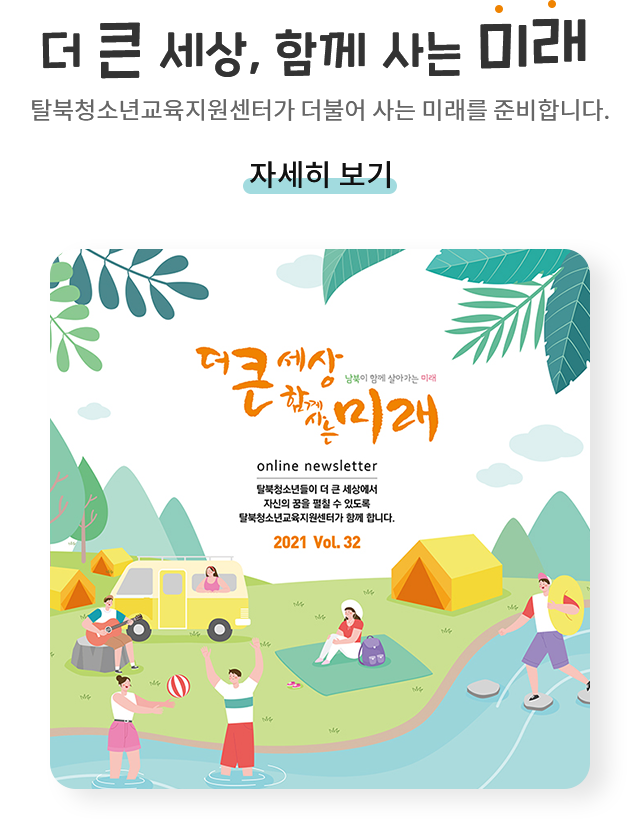 더 큰 세상, 함께 사는 미래
탈북청소년교육지원센터가 더불어 사는 미래를 준비합니다.
자세히 보기
더 큰 세상
남북이 함께 살아가는 미래
함께 사는 미래
online newsletter
탈북청소년들이 더 큰 세상에서
자신의 꿈을 펼칠 수 있도록
탈북청소년교육지원센터가 함께 합니다.
2021 Vol. 32